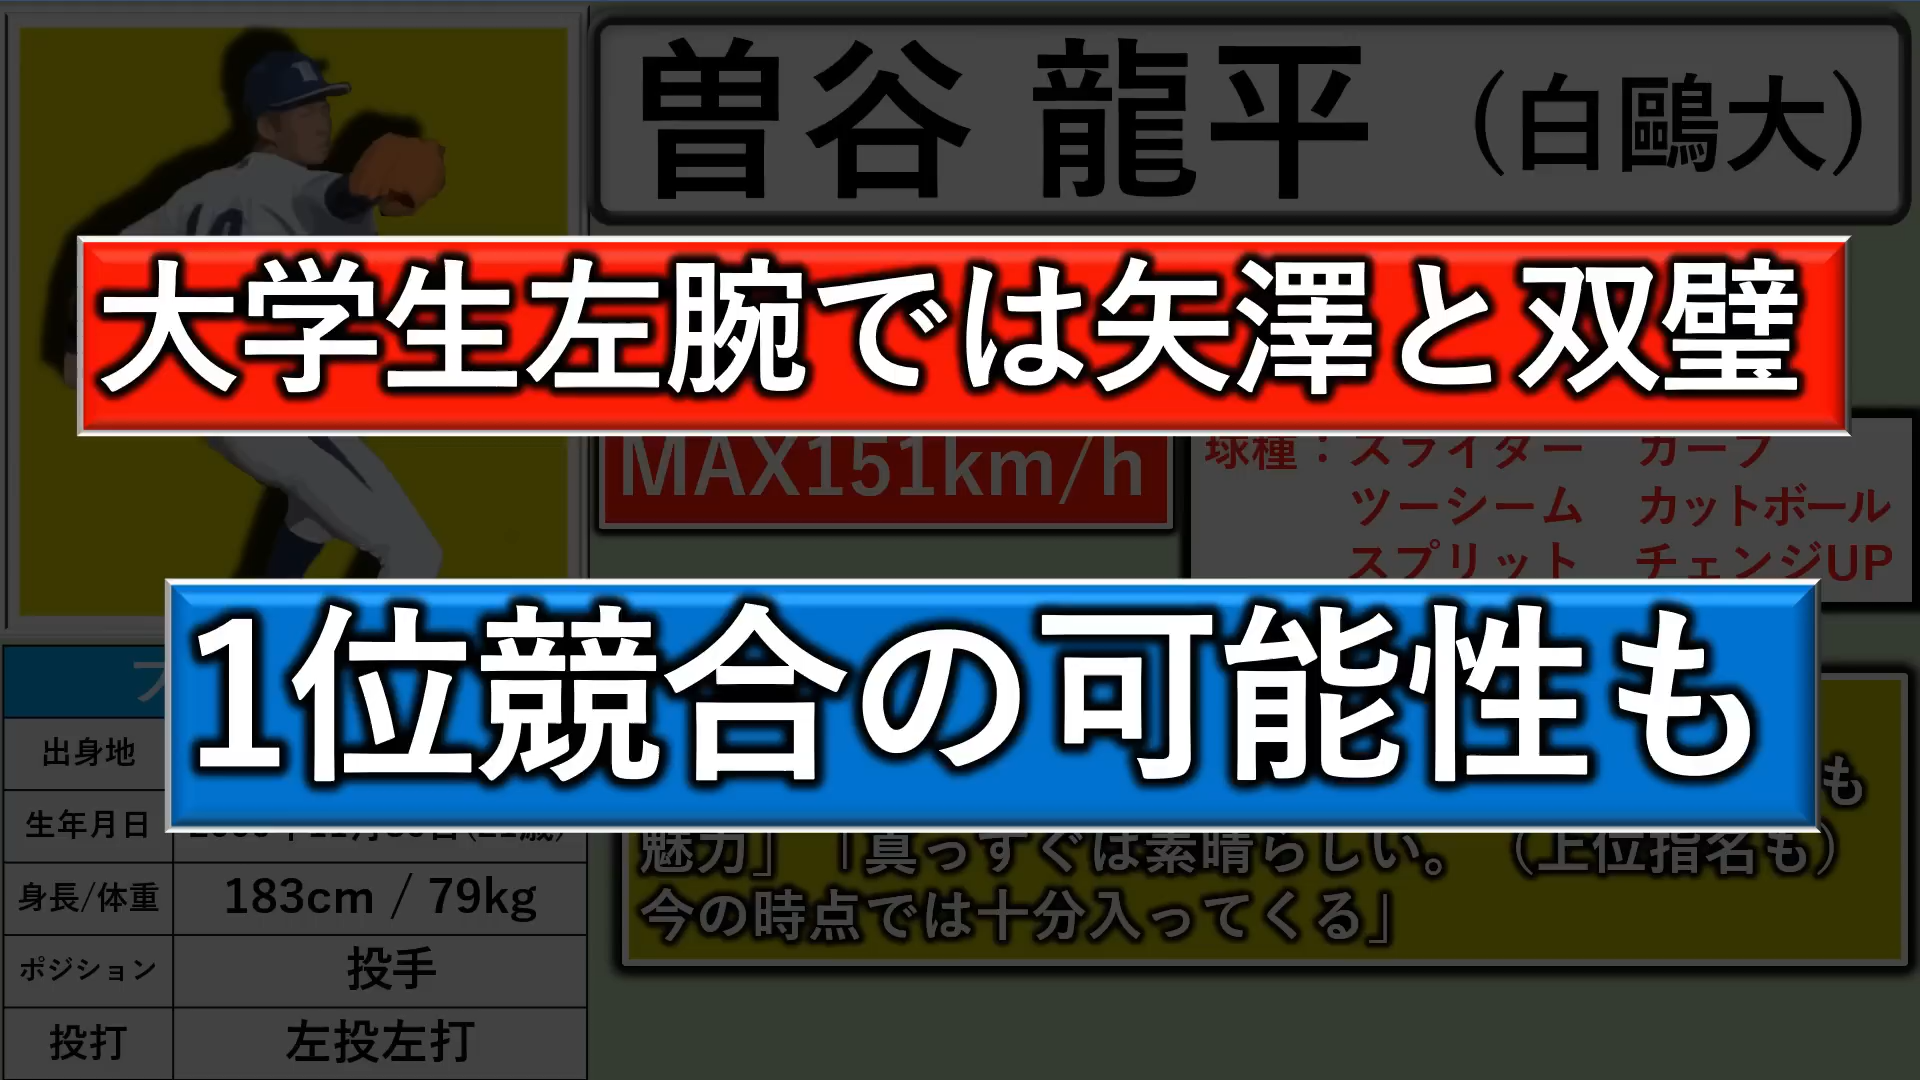 曽谷 龍平 (白鷗大)
大学生左腕では矢澤と双璧
MAX151km/h
球種：スライダー カーブ
ツーシーム カットボール
スプリット チェンジUP
1位競合の可能性も
出身地
も
生年月日
魅力」「真っすぐは素晴らしい。（上位指名も）
今の時点では十分入ってくる」
身長/体重 183cm / 79kg
ポジション 投手
投打 左投左打